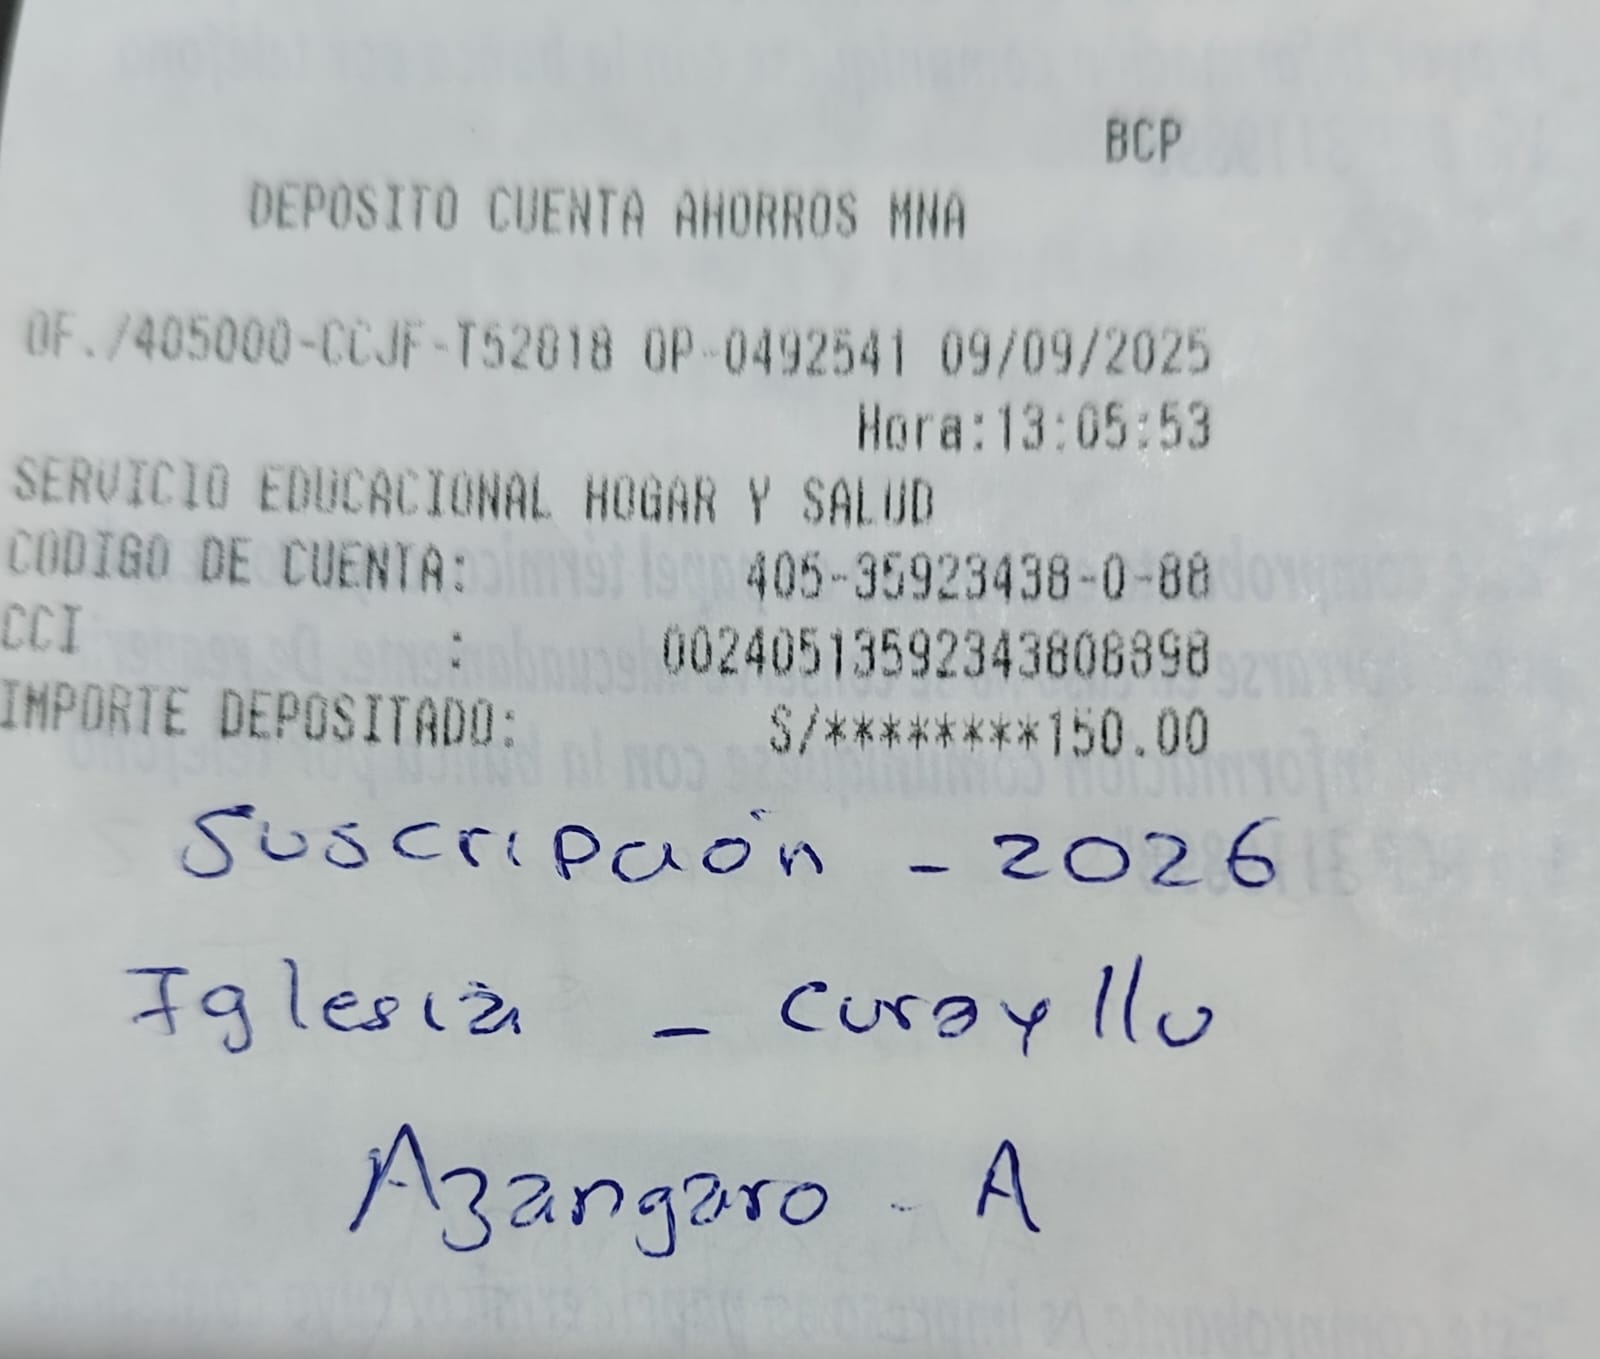 BCP
DEPOSITO CUENTA AHORROS MNA
OF./405000-CCJF-T52018 OP-0492541 09/09/2025
Hora:13:05:53
SERVICIO EDUCACIONAL HOGAR Y SALUD
CODIGO DE CUENTA: 405-35923438-0-88
CCI : 00240513592343808898
IMPORTE DEPOSITADO: S/********150.00
Suscripción - 2026
Iglesia - Curayllu
Azangaro - A